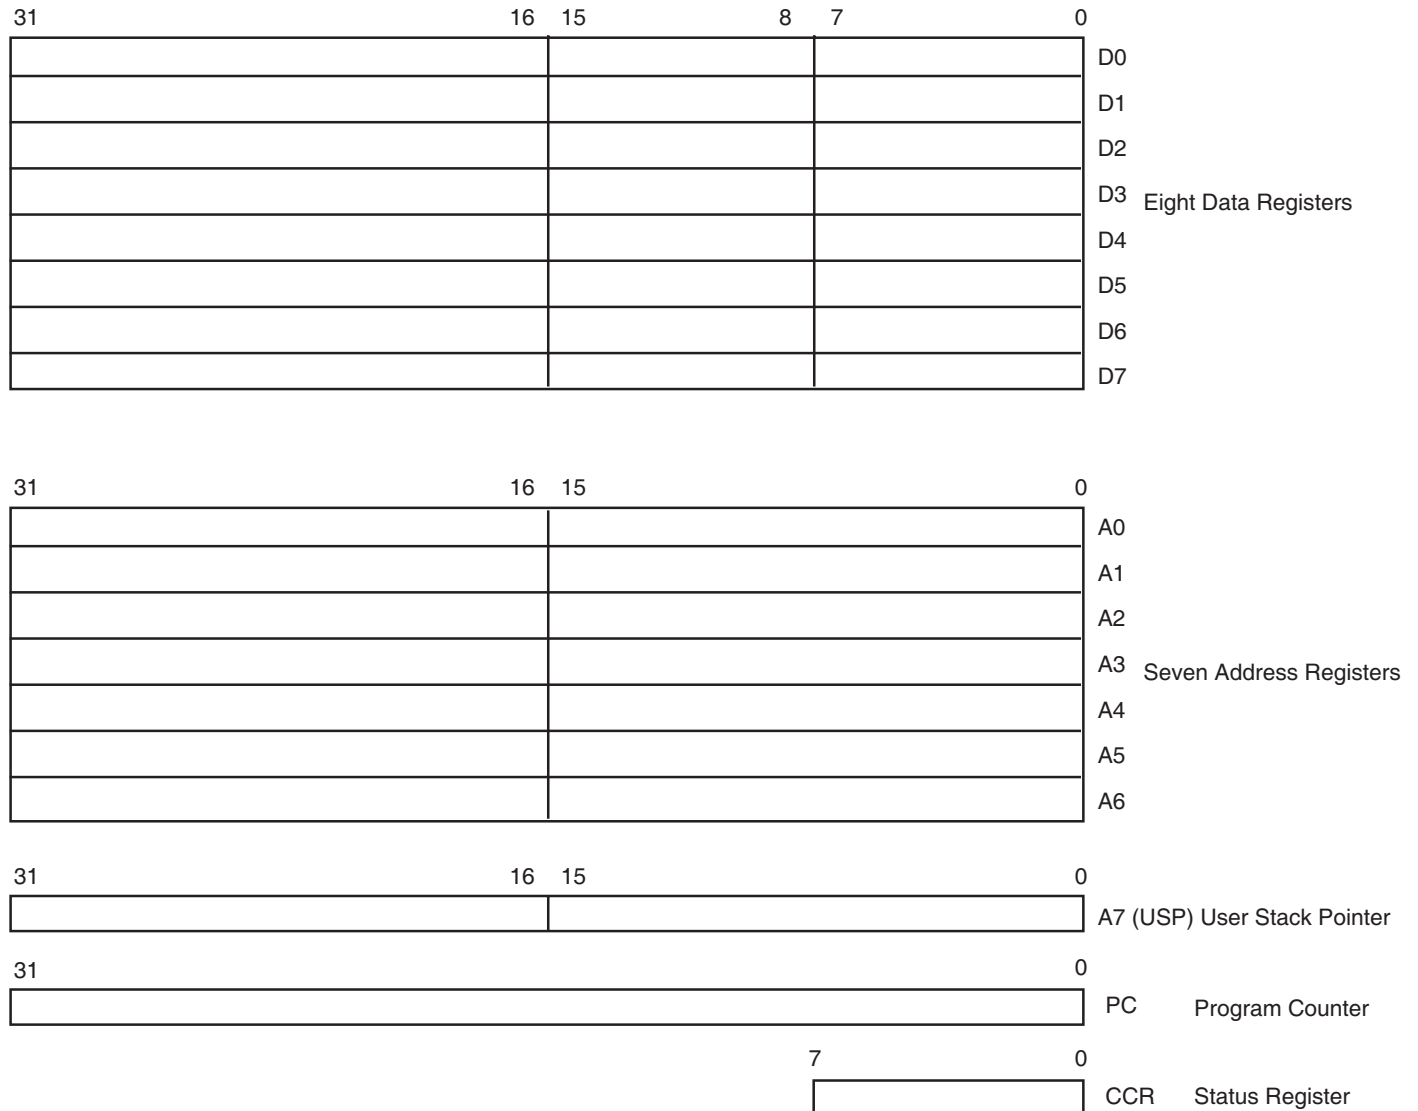 31 16 15 8 7 0
D0
D1
D2
D3 Eight Data Registers
D4
D5
D6
D7
31 16 15 0
A0
A1
A2
A3 Seven Address Registers
A4
A5
A6
31 16 15 0
A7 (USP) User Stack Pointer
31 0
PC Program Counter
7 0
CCR Status Register